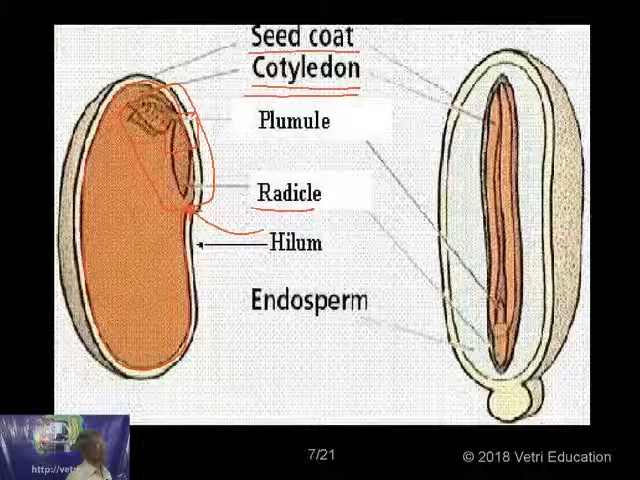 Seed coat
Cotyledon
Plumule
Radicle
Hilum
Endosperm
7/21
© 2018 Vetri Education